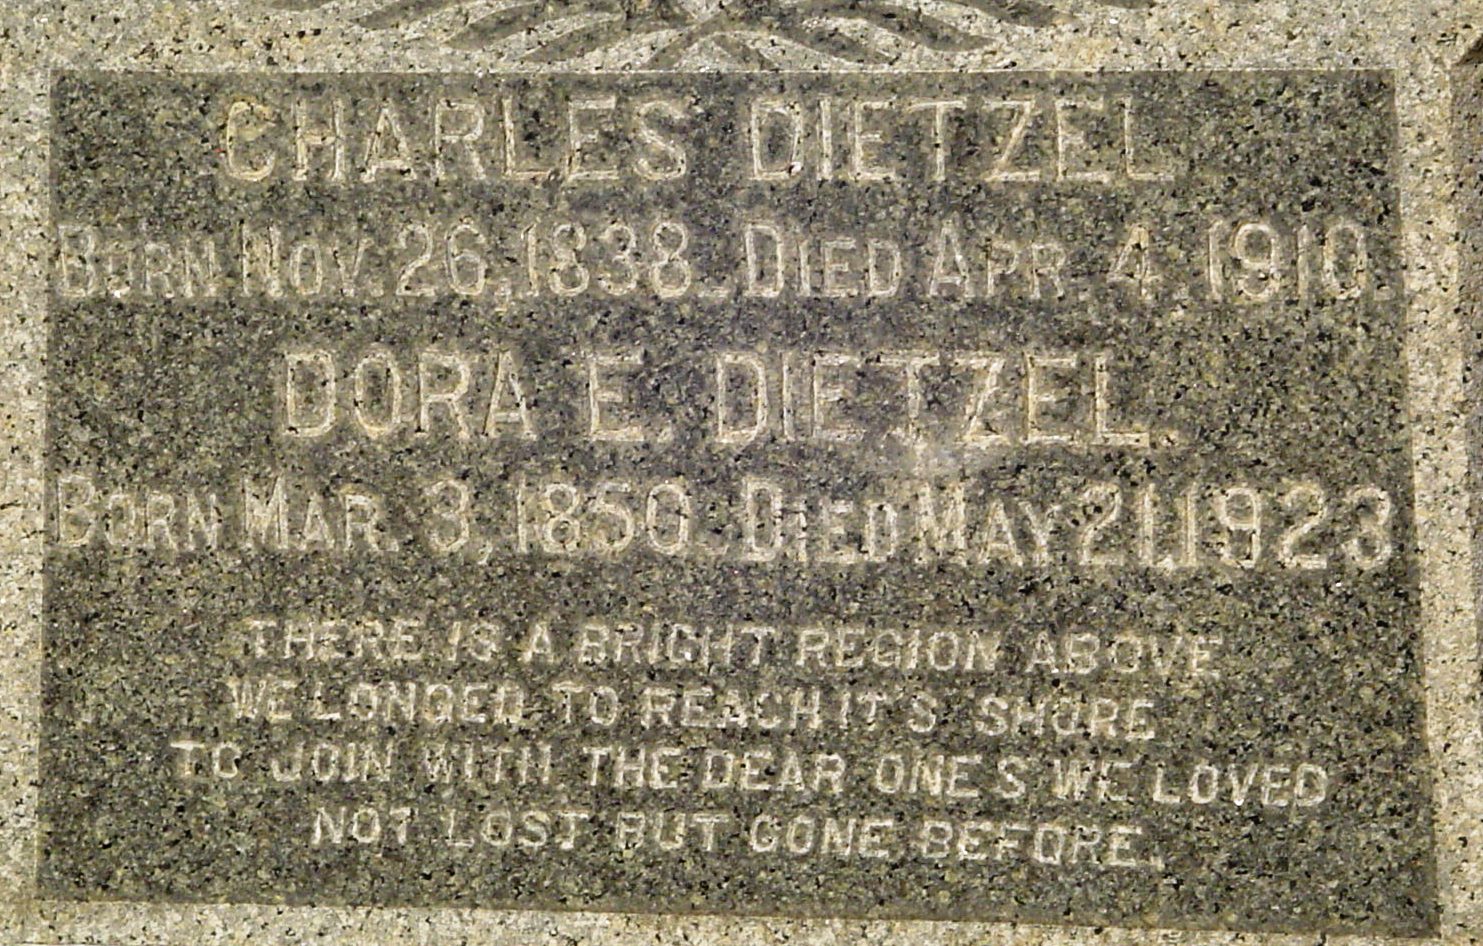 CHARLES DIETZEL
BORN NOV. 26, 1838. DIED APR. 4, 1910.
DORA E. DIETZEL.
BORN MAR. 3, 1850. DIED MAY 21, 1923
THERE IS A BRIGHT REGION ABOVE
WE LONGED TO REACH IT'S SHORE
TO JOIN WITH THE DEAR ONES WE LOVED
NOT LOST BUT GONE BEFORE.